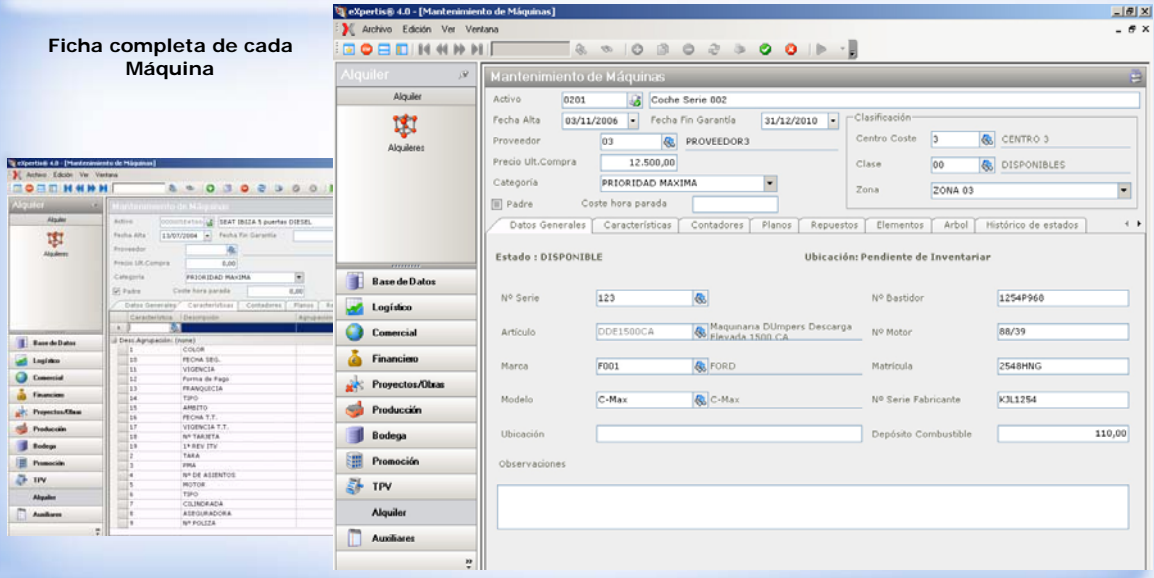 Ficha completa de cada
Máquina
eXpertis® 4.0 - [Mantenimiento de Máquinas]
Archivo Edición Ver Ventana
Alquiler
Alquiler
Alquileres
Base de Datos
Logístico
Comercial
Financiero
Proyectos/Obras
Producción
Bodega
Promoción
TPV
Alquiler
Auxiliares
Mantenimiento de Máquinas
Activo 0201 Coche Serie 002
Fecha Alta 03/11/2006 Fecha Fin Garantía 31/12/2010
Proveedor 03 PROVEEDOR3
Precio Ult.Compra 12.500,00
Categoría PRIORIDAD MAXIMA
Padre Coste hora parada
Clasificación
Centro Coste 3 CENTRO 3
Clase 00 DISPONIBLES
Zona ZONA 03
Datos Generales Características Contadores Planos Repuestos Elementos Arbol Histórico de estados
Estado : DISPONIBLE Ubicación: Pendiente de Inventariar
Nº Serie 123 Nº Bastidor 1254P968
Artículo DDE1500CA Maquinaria DUmpers Descarga
Elevada 1500 CA
Nº Motor 88/39
Marca F001 FORD Matrícula 2548HNG
Modelo C-Max C-Max Nº Serie Fabricante KJL1254
Ubicación Depósito Combustible 110,00
Observaciones
eXpertis® 4.0 - [Mantenimiento de Máquinas]
Archivo Edición Ver Ventana
Alquiler
Alquiler
Alquileres
Base de Datos
Logístico
Comercial
Financiero
Proyectos/Obras
Producción
Bodega
Promoción
TPV
Alquiler
Auxiliares
Mantenimiento de Máquinas
Activo SEAT IBIZA 5 puertas DIESEL
Fecha Alta 13/07/2004 Fecha Fin Garantía
Proveedor
Precio Ult.Compra 0,00
Categoría PRIORIDAD MAXIMA
Padre Coste hora parada 0,00
Datos Generales Características Contadores Planos
Característica Descripción Agrupación
Desc.Agrupación: (none)
1 COLOR
10 FECHA SEG.
11 VIGENCIA
12 Forma de Pago
13 FRANQUICIA
14 TIPO
15 AMBITO
16 FECHA T.T.
17 VIGENCIA T.T.
18 Nº TARJETA
19 1ª REV ITV
2 TARA
3 PMA
4 Nº DE ASIENTOS
5 MOTOR
6 TIPO
7 CILINDRADA
8 ASEGURADORA
9 Nº POLIZA